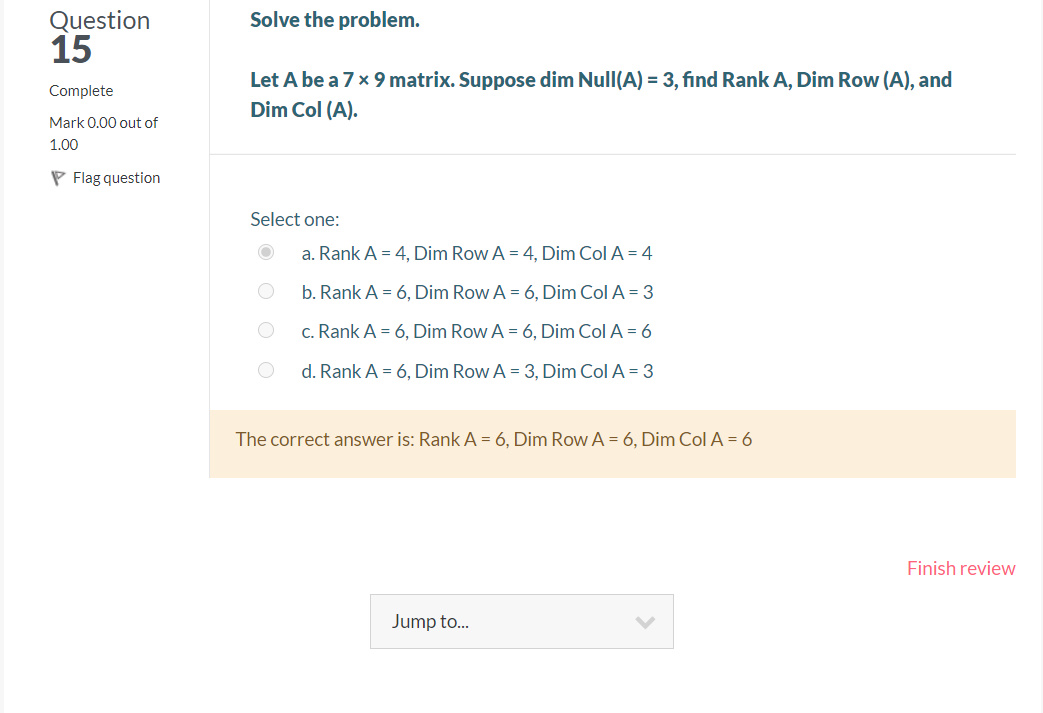 Question
15
Complete
Mark 0.00 out of
1.00
Flag question
Solve the problem.
Let A be a 7 × 9 matrix. Suppose dim Null(A) = 3, find Rank A, Dim Row (A), and
Dim Col (A).
Select one:
a. Rank A = 4, Dim Row A = 4, Dim Col A = 4
b. Rank A = 6, Dim Row A = 6, Dim Col A = 3
c. Rank A = 6, Dim Row A = 6, Dim Col A = 6
d. Rank A = 6, Dim Row A = 3, Dim Col A = 3
The correct answer is: Rank A = 6, Dim Row A = 6, Dim Col A = 6
Finish review
Jump to...